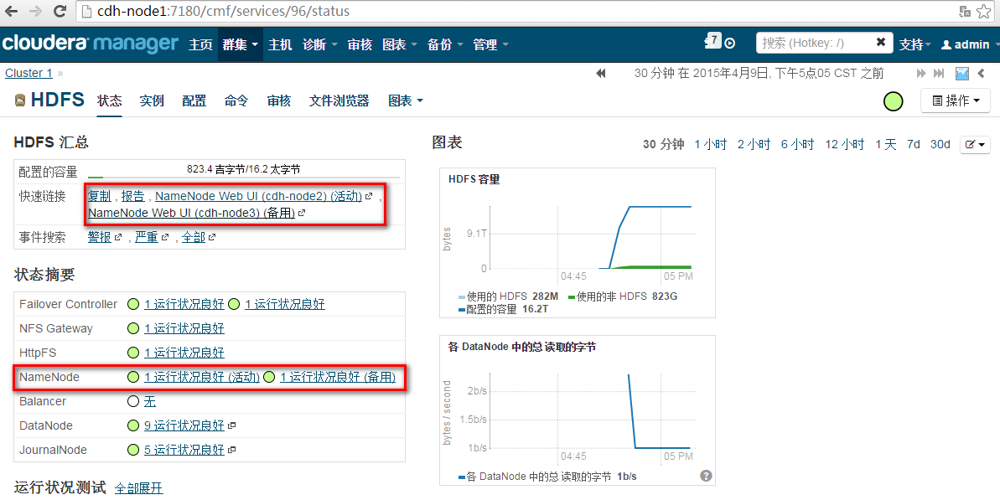 cdh-node1:7180/cmf/services/96/status
cloudera manager 主页 群集 主机 诊断 审核 图表 备份 管理 7 搜索 (Hotkey: /) 支持 admin
Cluster 1 » 30 分钟 在 2015年4月9日, 下午5点05 CST 之前
HDFS 状态 实例 配置 命令 审核 文件浏览器 图表 操作
HDFS 汇总
配置的容量 823.4 吉字节/16.2 太字节
快速链接 复制 , 报告 , NameNode Web UI (cdh-node2) (活动) ,
NameNode Web UI (cdh-node3) (备用)
事件搜索 警报 , 严重 , 全部
状态摘要
Failover Controller 1 运行状况良好 1 运行状况良好
NFS Gateway 1 运行状况良好
HttpFS 1 运行状况良好
NameNode 1 运行状况良好 (活动) 1 运行状况良好 (备用)
Balancer 无
DataNode 9 运行状况良好
JournalNode 5 运行状况良好
运行状况测试 全部展开
图表 30 分钟 1 小时 2 小时 6 小时 12 小时 1 天 7d 30d
HDFS 容量
bytes
9.1T
0
04:45 05 PM
使用的 HDFS 282M 使用的非 HDFS 823G
配置的容量 16.2T
各 DataNode 中的总 读取的字节
bytes / second
2b/s
1.5b/s
1b/s
04:45 05 PM
各 DataNode 中的总 读取的字节 1b/s ?